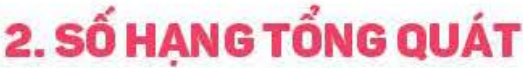 2. SỐ HẠNG TỔNG QUÁT